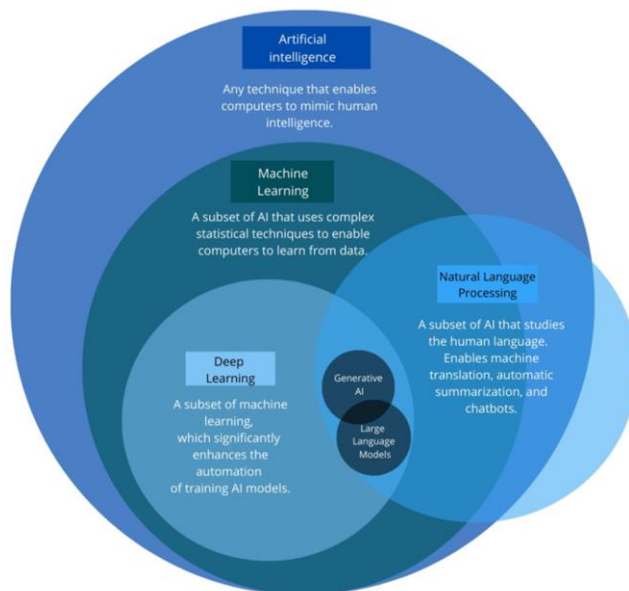 Artificial
intelligence
Any technique that enables
computers to mimic human
intelligence.
Machine
Learning
A subset of AI that uses complex
statistical techniques to enable
computers to learn from data.
Natural Language
Processing
A subset of AI that studies
the human language.
Enables machine
translation, automatic
summarization, and
chatbots.
Deep
Learning
A subset of machine
learning,
which significantly
enhances the
automation
of training AI models.
Generative
AI
Large
Language
Models